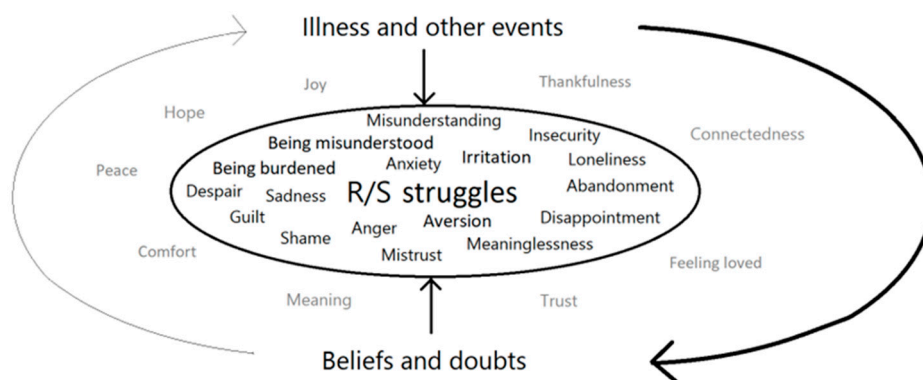 Illness and other events
Joy
Thankfulness
Hope
Misunderstanding
Insecurity
Connectedness
Being misunderstood
Anxiety
Irritation
Loneliness
Peace
Being burdened
Despair
Sadness
R/S struggles
Abandonment
Guilt
Anger
Aversion
Disappointment
Shame
Mistrust
Meaninglessness
Comfort
Feeling loved
Meaning
Trust
Beliefs and doubts